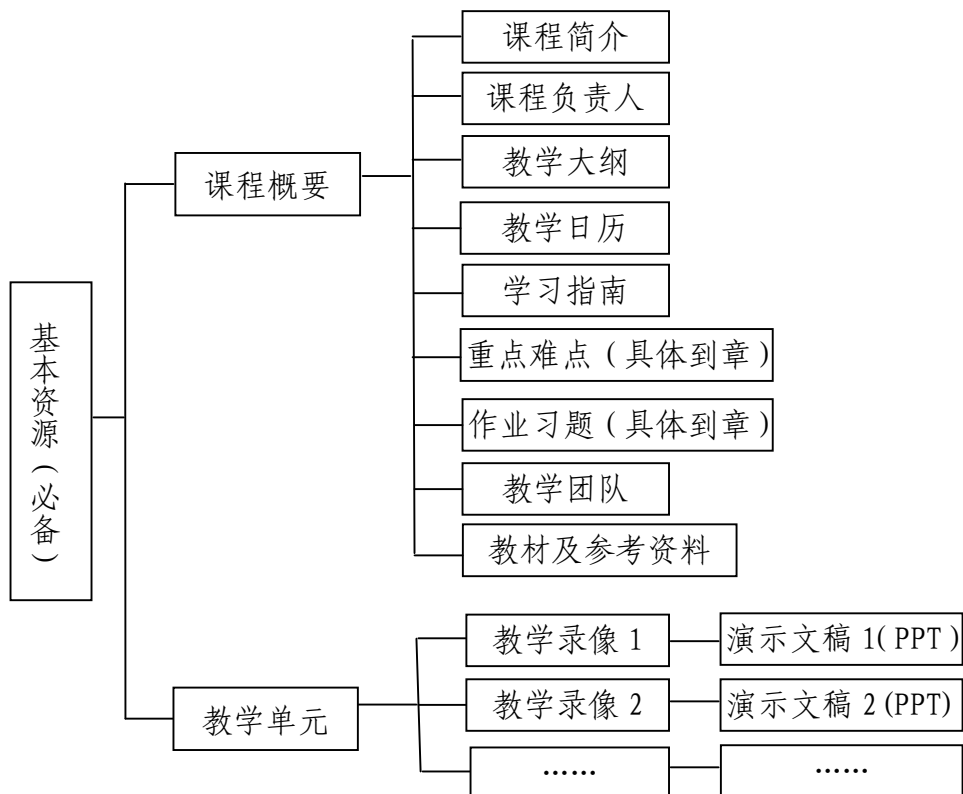 基本资源(必备)
课程概要
课程简介
课程负责人
教学大纲
教学日历
学习指南
重点难点(具体到章)
作业习题(具体到章)
教学团队
教材及参考资料
教学单元
教学录像 1
演示文稿 1(PPT)
教学录像 2
演示文稿 2(PPT)
……
……